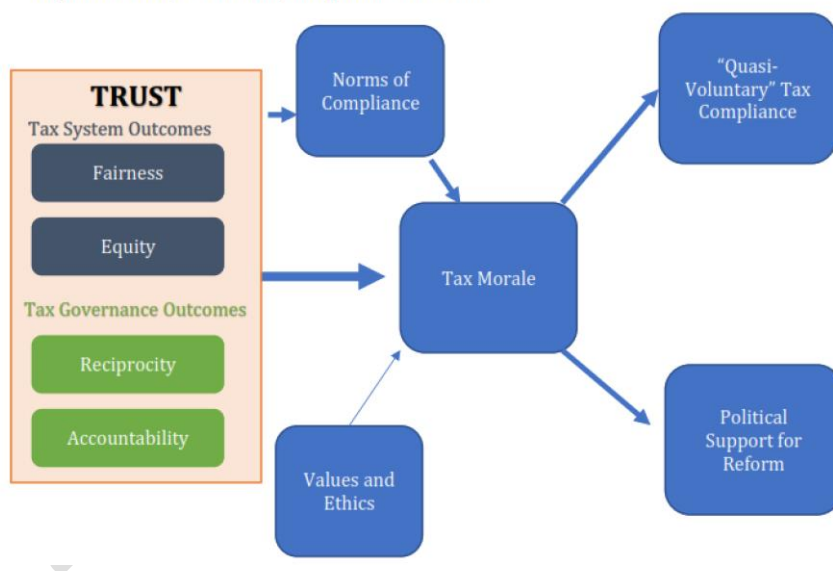 TRUST
Tax System Outcomes
Fairness
Equity
Tax Governance Outcomes
Reciprocity
Accountability
Norms of
Compliance
Values and
Ethics
Tax Morale
“Quasi-
Voluntary” Tax
Compliance
Political
Support for
Reform